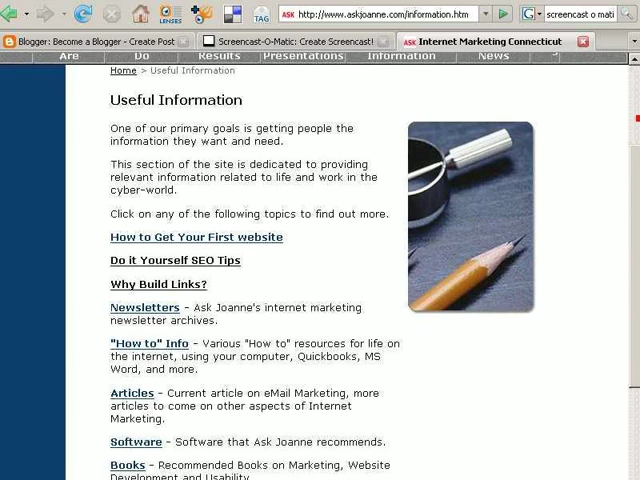 LENSES
TAG
ASK http://www.askjoanne.com/information.htm
G screencast o mati
Blogger: Become a Blogger - Create Post
Screencast-O-Matic: Create Screencast!
ASK Internet Marketing Connecticut
Are Do Results Presentations Information News
Home > Useful Information
Useful Information
One of our primary goals is getting people the
information they want and need.
This section of the site is dedicated to providing
relevant information related to life and work in the
cyber-world.
Click on any of the following topics to find out more.
How to Get Your First website
Do it Yourself SEO Tips
Why Build Links?
Newsletters - Ask Joanne's internet marketing
newsletter archives.
"How to" Info - Various "How to" resources for life on
the internet, using your computer, Quickbooks, MS
Word, and more.
Articles - Current article on eMail Marketing, more
articles to come on other aspects of Internet
Marketing.
Software - Software that Ask Joanne recommends.
Books - Recommended Books on Marketing, Website
Development and Usability.